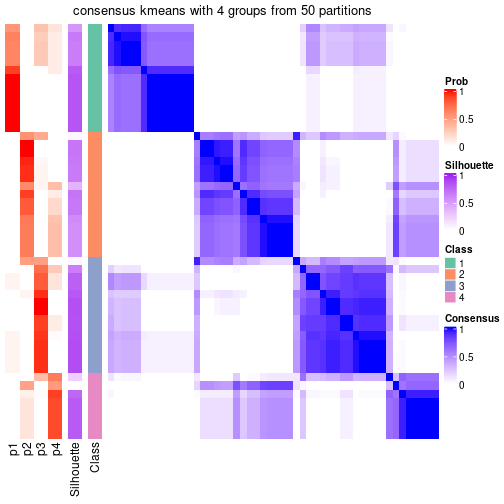 consensus kmeans with 4 groups from 50 partitions
Prob
1
0.5
0
Silhouette
1
0.5
0
Class
1
2
3
4
Consensus
1
0.5
0
p1
p2
p3
p4
Silhouette
Class